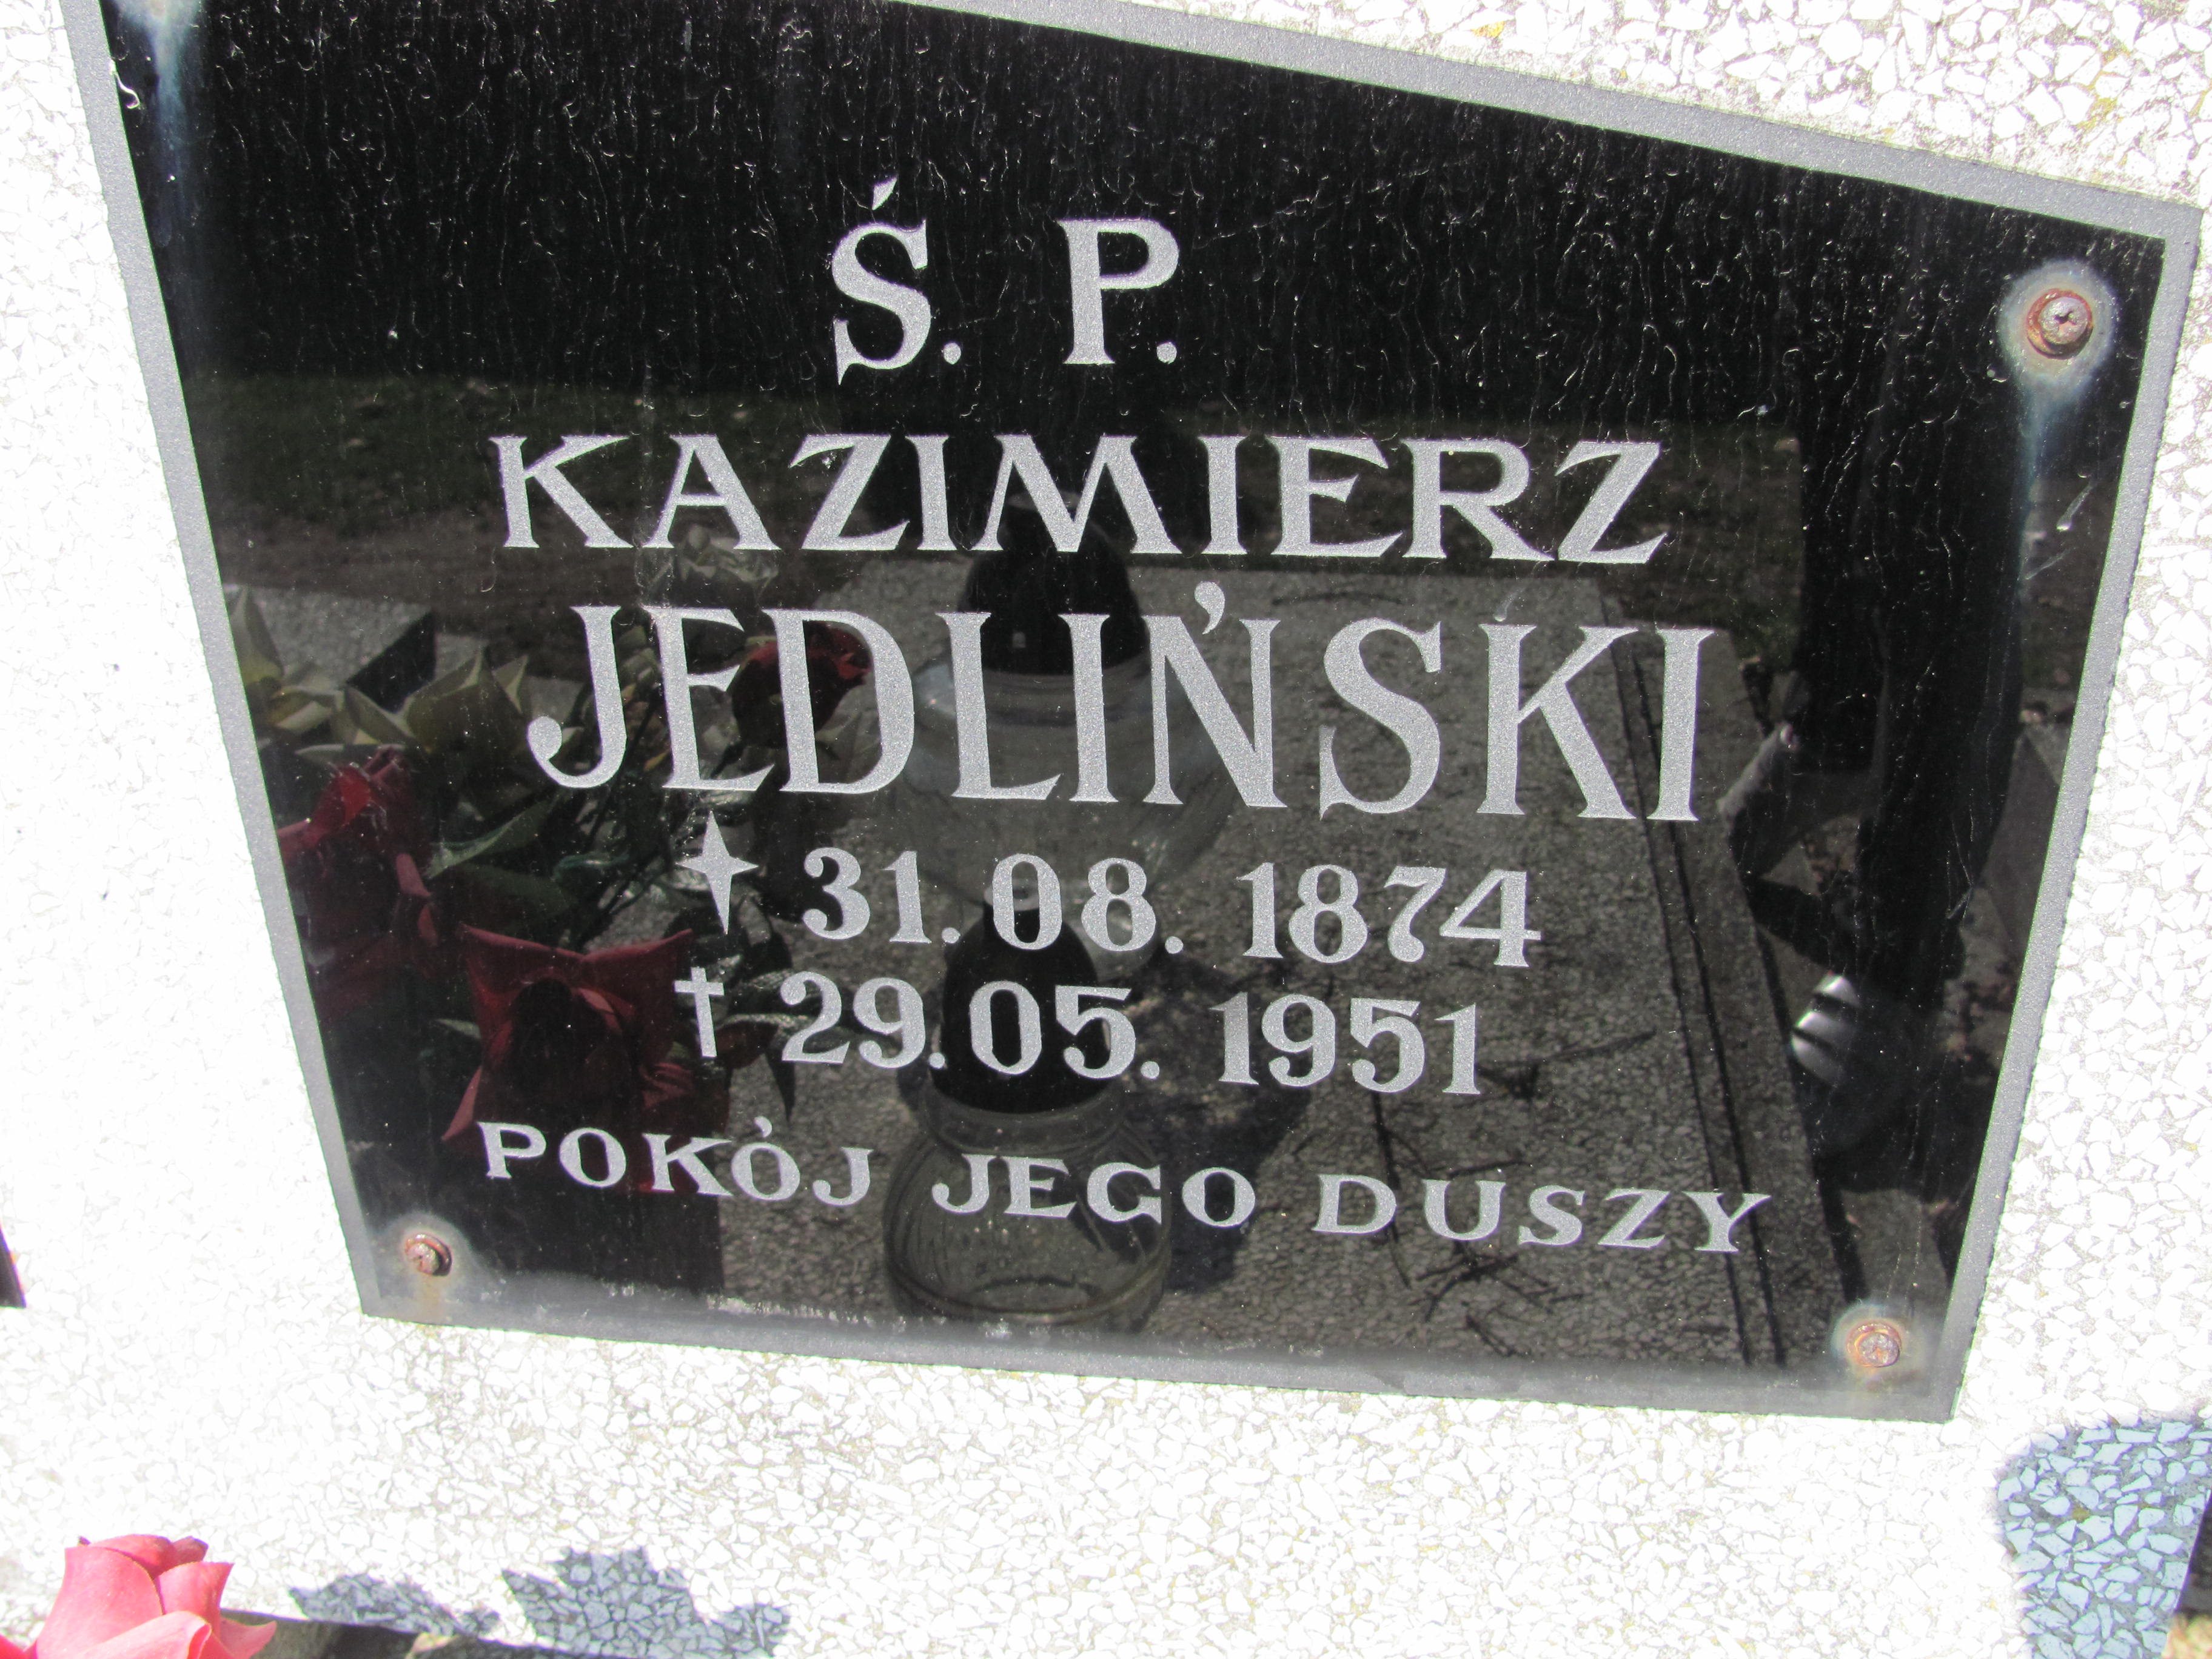 Ś. P.
KAZIMIERZ
JEDLIŃSKI
31.08.1874
† 29.05.1951
POKÓJ JEGO DUSZY